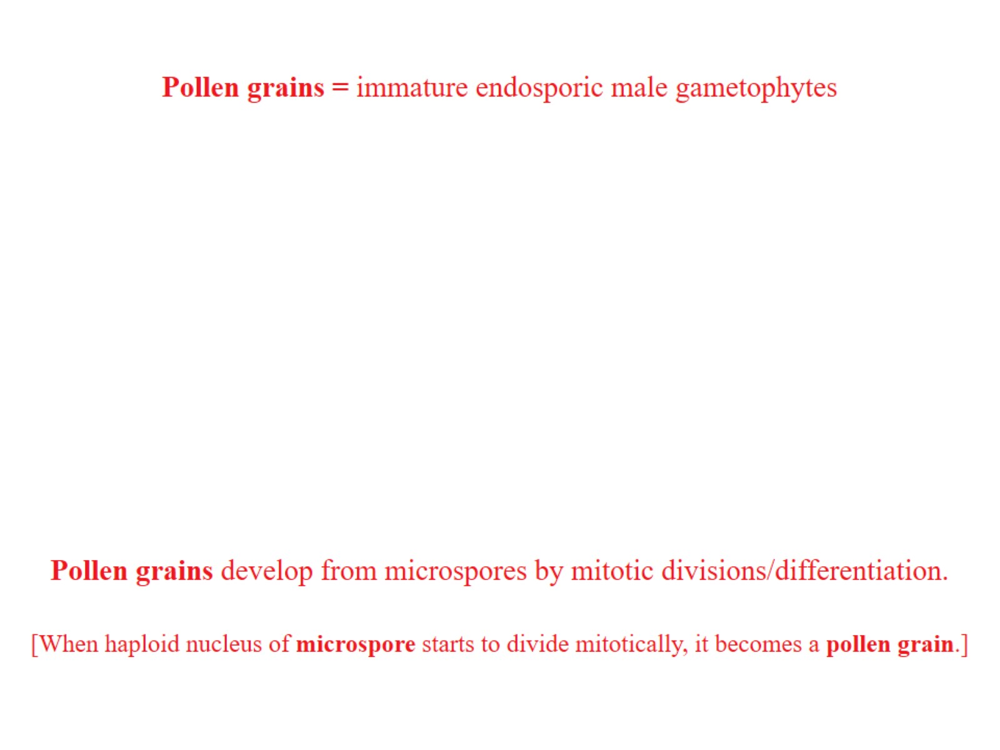 Pollen grains = immature endosporic male gametophytes
Pollen grains develop from microspores by mitotic divisions/differentiation.
[When haploid nucleus of microspore starts to divide mitotically, it becomes a pollen grain.]